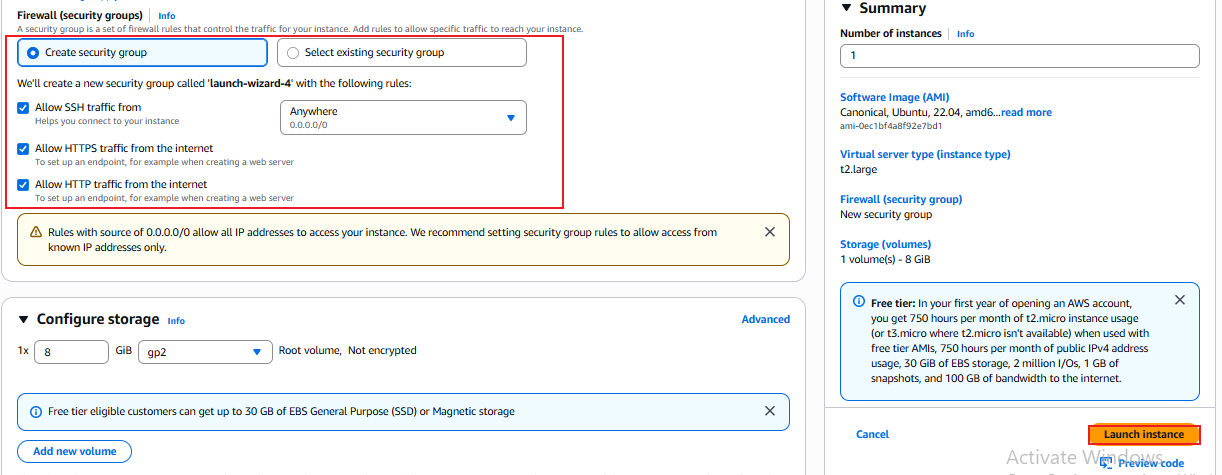 Firewall (security groups) Info
A security group is a set of firewall rules that control the traffic for your instance. Add rules to allow specific traffic to reach your instance.
Create security group
Select existing security group
We'll create a new security group called 'launch-wizard-4' with the following rules:
Allow SSH traffic from
Helps you connect to your instance
Anywhere
0.0.0.0/0
Allow HTTPS traffic from the internet
To set up an endpoint, for example when creating a web server
Allow HTTP traffic from the internet
To set up an endpoint, for example when creating a web server
Rules with source of 0.0.0.0/0 allow all IP addresses to access your instance. We recommend setting security group rules to allow access from
known IP addresses only.
Configure storage Info
Advanced
1x 8 GiB gp2 Root volume, Not encrypted
Free tier eligible customers can get up to 30 GB of EBS General Purpose (SSD) or Magnetic storage
Add new volume
Summary
Number of instances Info
1
Software Image (AMI)
Canonical, Ubuntu, 22.04, amd6...read more
ami-0ec1bf4a8f92e7bd1
Virtual server type (instance type)
t2.large
Firewall (security group)
New security group
Storage (volumes)
1 volume(s) - 8 GiB
Free tier: In your first year of opening an AWS account,
you get 750 hours per month of t2.micro instance usage
(or t3.micro where t2.micro isn't available) when used with
free tier AMIs, 750 hours per month of public IPv4 address
usage, 30 GiB of EBS storage, 2 million I/Os, 1 GB of
snapshots, and 100 GB of bandwidth to the internet.
Cancel
Launch instance
Activate Windows
Preview code